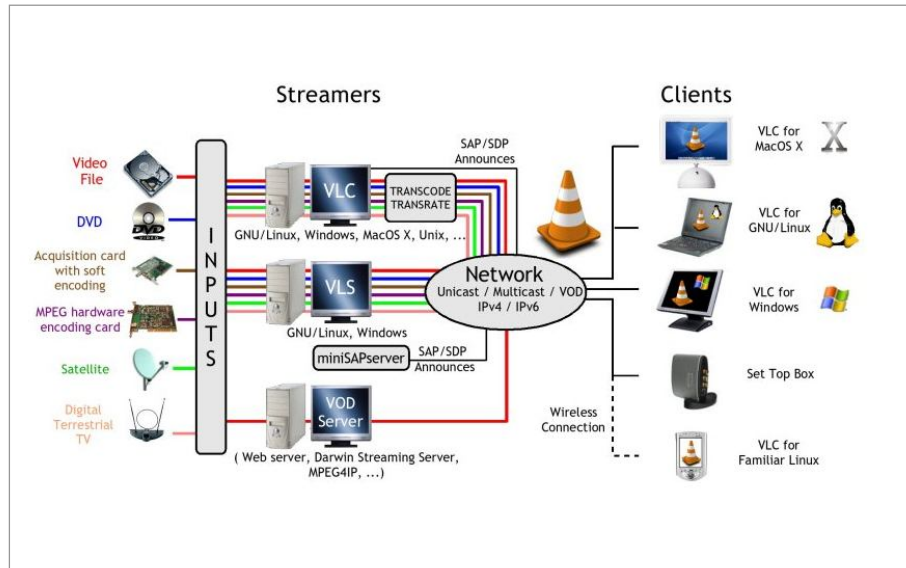 Streamers
Clients
Video
File
DVD
DVD
VIDEO
Acquisition card
with soft
encoding
MPEG hardware
encoding card
Satellite
Digital
Terrestrial
TV
INPUTS
VLC
SAP/SDP
Announces
TRANSCODE
TRANSRATE
GNU/Linux, Windows, MacOS X, Unix, ...
VLS
GNU/Linux, Windows
Network
Unicast / Multicast / VOD
IPv4 / IPv6
miniSAPserver
SAP/SDP
Announces
VOD
Server
( Web server, Darwin Streaming Server,
MPEG4IP, ...)
VLC for
MacOS X
X
VLC for
GNU/Linux
VLC for
Windows
Set Top Box
Wireless
Connection
VLC for
Familiar Linux